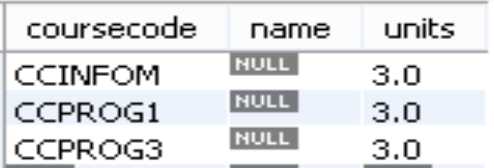 coursecode name units
CCINFOM NULL 3.0
CCPROG1 NULL 3.0
CCPROG3 NULL 3.0